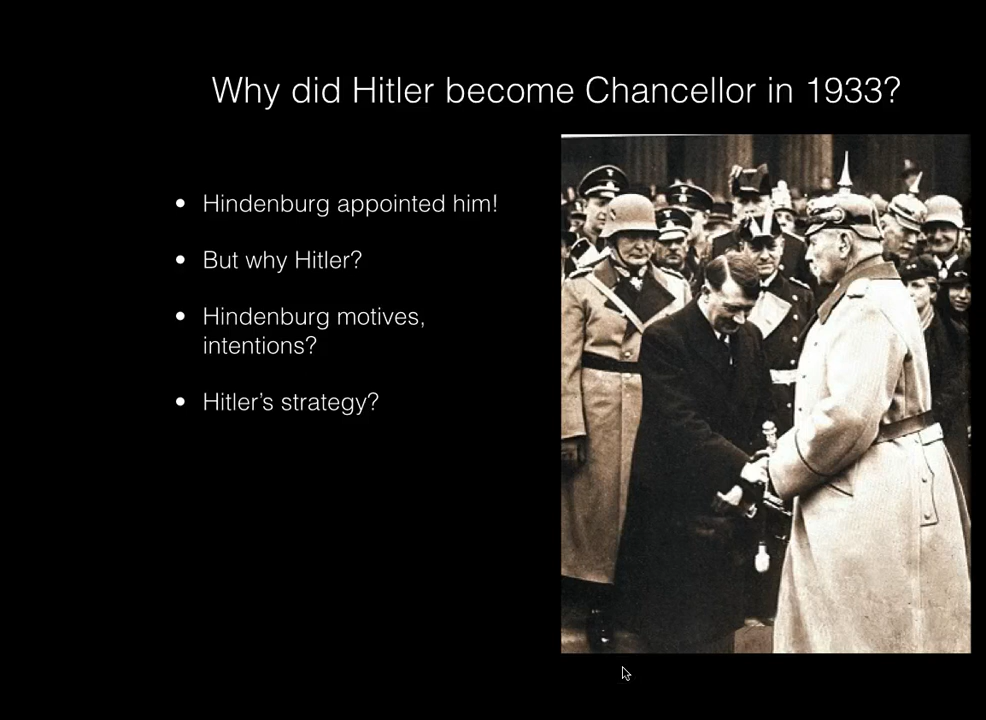 Why did Hitler become Chancellor in 1933?
• Hindenburg appointed him!
• But why Hitler?
• Hindenburg motives,
intentions?
• Hitler’s strategy?